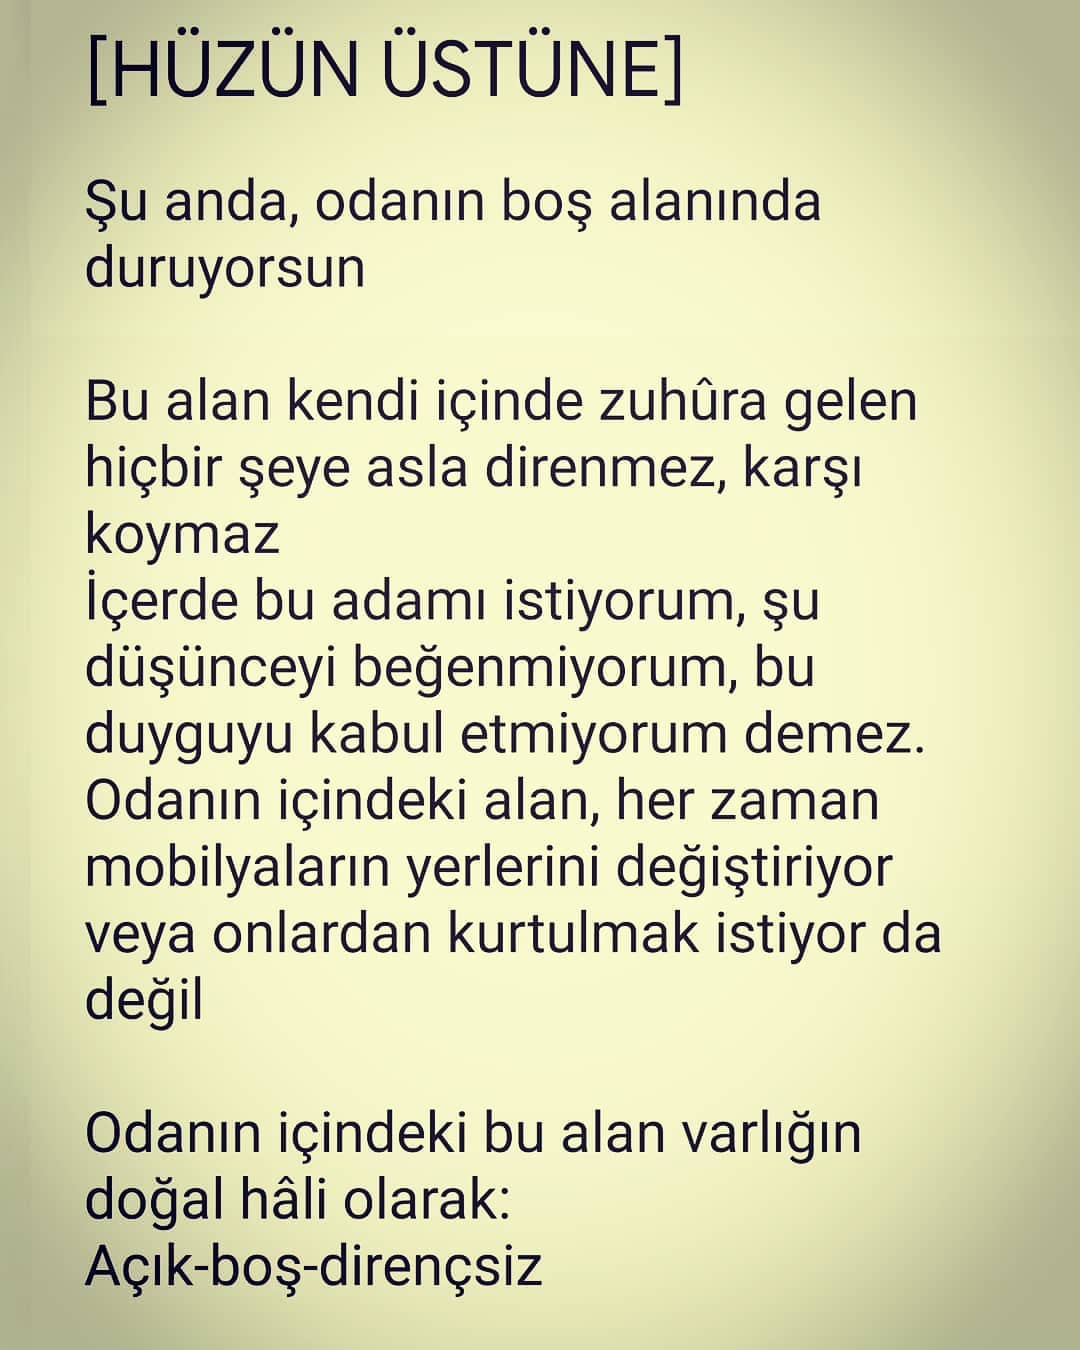 [HÜZÜN ÜSTÜNE]
Şu anda, odanın boş alanında
duruyorsun
Bu alan kendi içinde zuhûra gelen
hiçbir şeye asla direnmez, karşı
koymaz
İçerde bu adamı istiyorum, şu
düşünceyi beğenmiyorum, bu
duyguyu kabul etmiyorum demez.
Odanın içindeki alan, her zaman
mobilyaların yerlerini değiştiriyor
veya onlardan kurtulmak istiyor da
değil
Odanın içindeki bu alan varlığın
doğal hâli olarak:
Açık-boş-dirençsiz